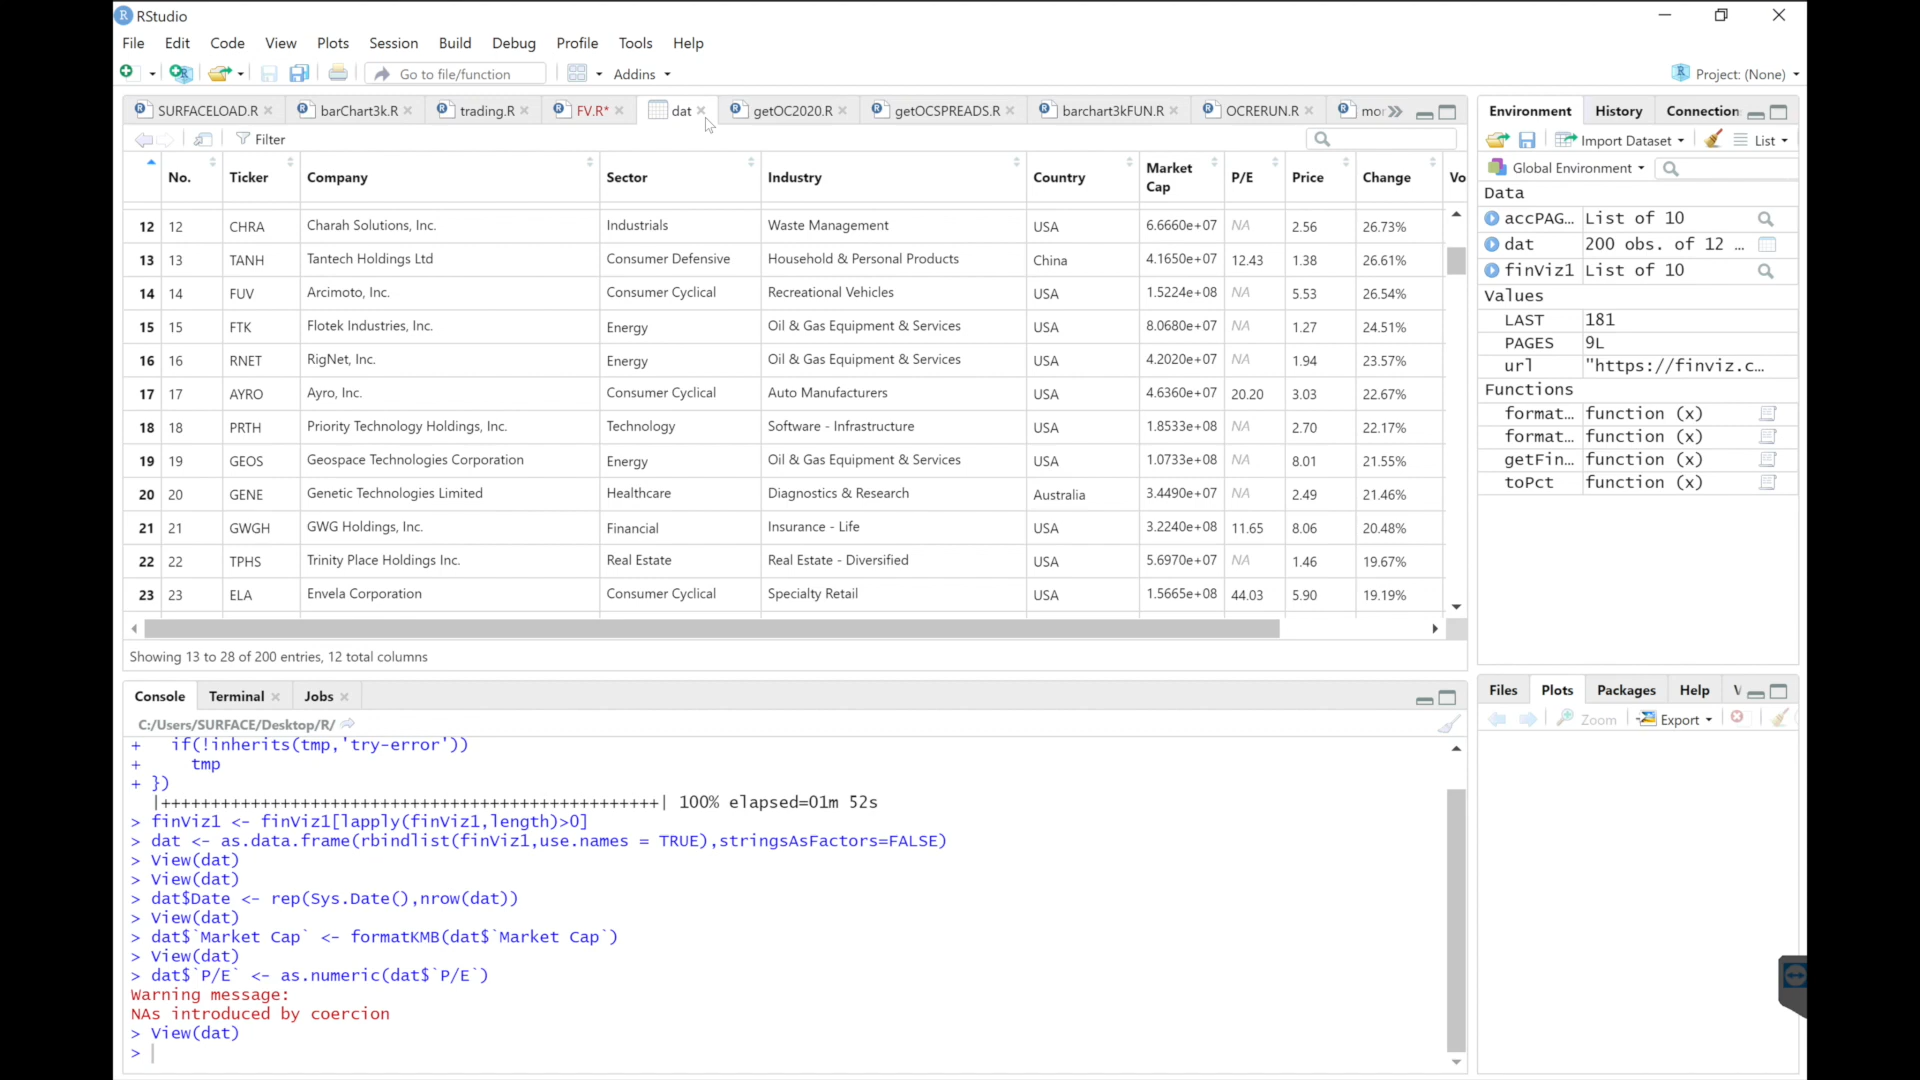 RStudio
File Edit Code View Plots Session Build Debug Profile Tools Help
Go to file/function Addins Project: (None)
SURFACELOAD.R barChart3k.R trading.R FV.R* dat getOC2020.R getOCSPREADS.R barchart3kFUN.R OCRERUN.R
Filter
No. Ticker Company Sector Industry Country Market Cap P/E Price Change Vo
12 12 CHRA Charah Solutions, Inc. Industrials Waste Management USA 6.6660e+07 NA 2.56 26.73%
13 13 TANH Tantech Holdings Ltd Consumer Defensive Household & Personal Products China 4.1650e+07 12.43 1.38 26.61%
14 14 FUV Arcimoto, Inc. Consumer Cyclical Recreational Vehicles USA 1.5224e+08 NA 5.53 26.54%
15 15 FTK Flotek Industries, Inc. Energy Oil & Gas Equipment & Services USA 8.0680e+07 NA 1.27 24.51%
16 16 RNET RigNet, Inc. Energy Oil & Gas Equipment & Services USA 4.2020e+07 NA 1.94 23.57%
17 17 AYRO Ayro, Inc. Consumer Cyclical Auto Manufacturers USA 4.6360e+07 20.20 3.03 22.67%
18 18 PRTH Priority Technology Holdings, Inc. Technology Software - Infrastructure USA 1.8533e+08 NA 2.70 22.17%
19 19 GEOS Geospace Technologies Corporation Energy Oil & Gas Equipment & Services USA 1.0733e+08 NA 8.01 21.55%
20 20 GENE Genetic Technologies Limited Healthcare Diagnostics & Research Australia 3.4490e+07 NA 2.49 21.46%
21 21 GWGH GWG Holdings, Inc. Financial Insurance - Life USA 3.2240e+08 11.65 8.06 20.48%
22 22 TPHS Trinity Place Holdings Inc. Real Estate Real Estate - Diversified USA 5.6970e+07 NA 1.46 19.67%
23 23 ELA Envela Corporation Consumer Cyclical Specialty Retail USA 1.5665e+08 44.03 5.90 19.19%
Showing 13 to 28 of 200 entries, 12 total columns
Console Terminal Jobs
C:/Users/SURFACE/Desktop/R/
+ if(!inherits(tmp,'try-error'))
+ tmp
+ })
|++++++++++++++++++++++++++++++++++++++++++++++++++| 100% elapsed=01m 52s
> finViz1 <- finViz1[lapply(finViz1,length)>0]
> dat <- as.data.frame(rbindlist(finViz1,use.names = TRUE),stringsAsFactors=FALSE)
> View(dat)
> View(dat)
> dat$Date <- rep(Sys.Date(),nrow(dat))
> View(dat)
> dat$`Market Cap` <- formatKMB(dat$`Market Cap`)
> View(dat)
> dat$`P/E` <- as.numeric(dat$`P/E`)
Warning message:
NAs introduced by coercion
> View(dat)
>
Environment History Connection
Import Dataset List
Global Environment
Data
accPAG... List of 10
dat 200 obs. of 12 ...
finViz1 List of 10
Values
LAST 181
PAGES 9L
url "https://finviz.c...
Functions
format... function (x)
format... function (x)
getFin... function (x)
toPct function (x)
Files Plots Packages Help
Zoom Export